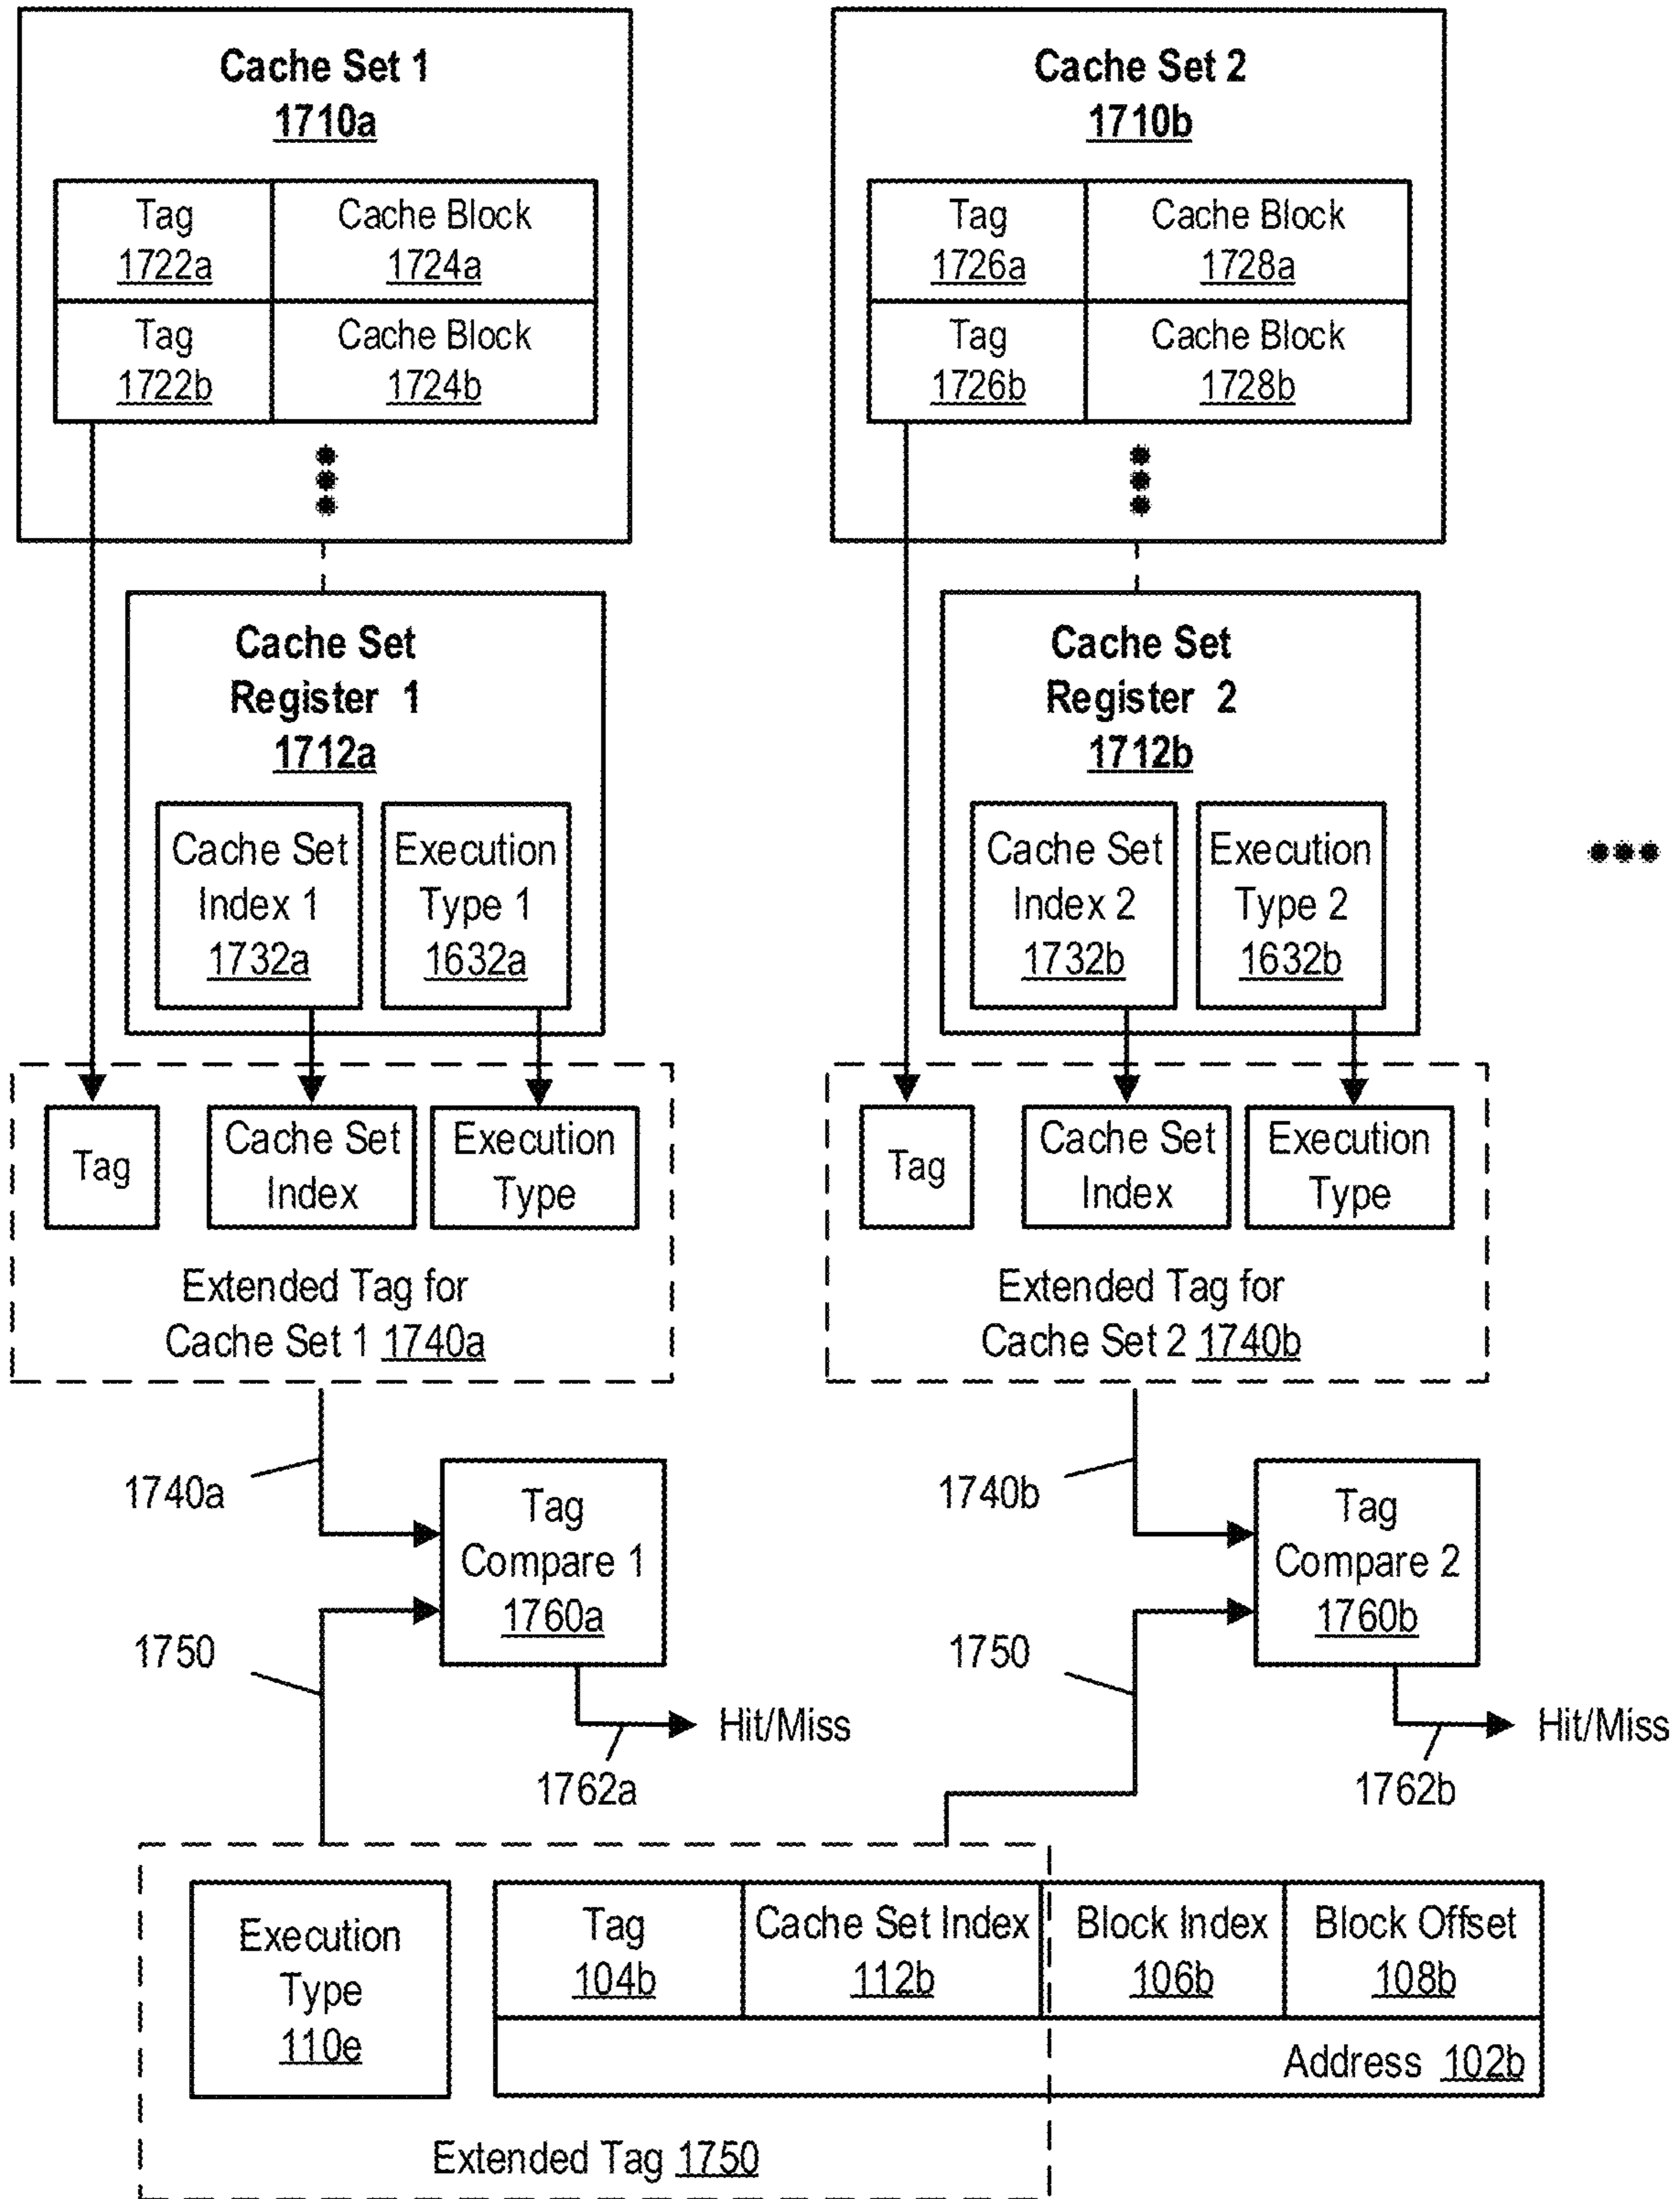 Cache Set 1
1710a
Tag
1722a
Cache Block
1724a
Tag
1722b
Cache Block
1724b
Cache Set 2
1710b
Tag
1726a
Cache Block
1728a
Tag
1726b
Cache Block
1728b
Cache Set
Register 1
1712a
Cache Set
Index 1
1732a
Execution
Type 1
1632a
Cache Set
Register 2
1712b
Cache Set
Index 2
1732b
Execution
Type 2
1632b
Tag
Cache Set
Index
Execution
Type
Extended Tag for
Cache Set 1 1740a
Tag
Cache Set
Index
Execution
Type
Extended Tag for
Cache Set 2 1740b
1740a
Tag
Compare 1
1760a
1750
Hit/Miss
1762a
1740b
Tag
Compare 2
1760b
1750
Hit/Miss
1762b
Execution
Type
110e
Tag
104b
Cache Set Index
112b
Block Index
106b
Block Offset
108b
Address 102b
Extended Tag 1750